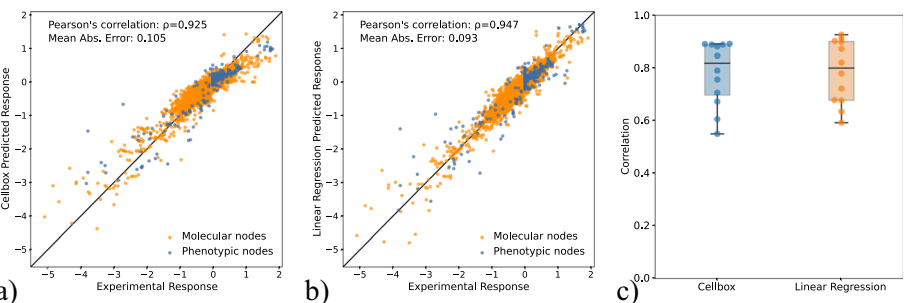 Pearson's correlation: ρ=0.925
Mean Abs. Error: 0.105
Cellbox Predicted Response
2
1
0
−1
−2
−3
−4
−5
Molecular nodes
Phenotypic nodes
−5 −4 −3 −2 −1 0 1 2
Experimental Response
a)
Pearson's correlation: ρ=0.947
Mean Abs. Error: 0.093
Linear Regression Predicted Response
2
1
0
−1
−2
−3
−4
−5
Molecular nodes
Phenotypic nodes
−5 −4 −3 −2 −1 0 1 2
Experimental Response
b)
Correlation
1.0
0.8
0.6
0.4
0.2
0.0
Cellbox Linear Regression
c)